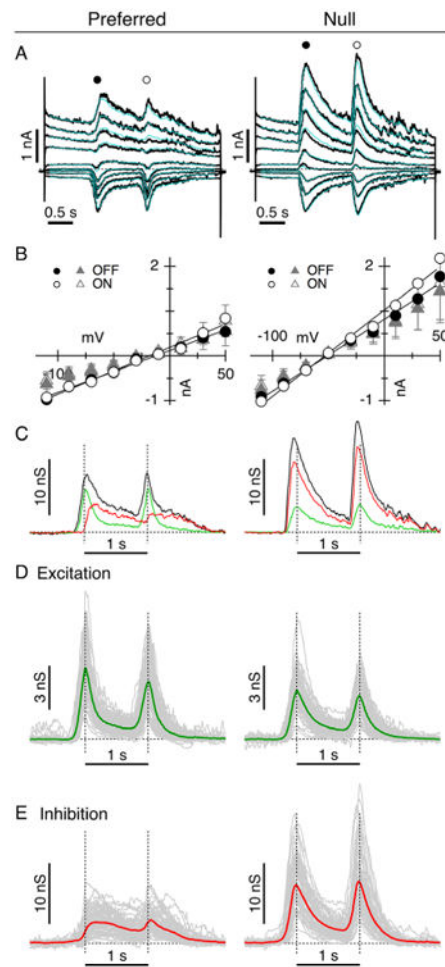 Preferred
Null
A
1 nA
0.5 s
0.5 s
B
2
OFF
ON
mV
50
nA
-1
2
OFF
ON
-100
mV
50
nA
-1
C
10 nS
1 s
10 nS
1 s
D Excitation
3 nS
1 s
3 nS
1 s
E Inhibition
10 nS
1 s
10 nS
1 s